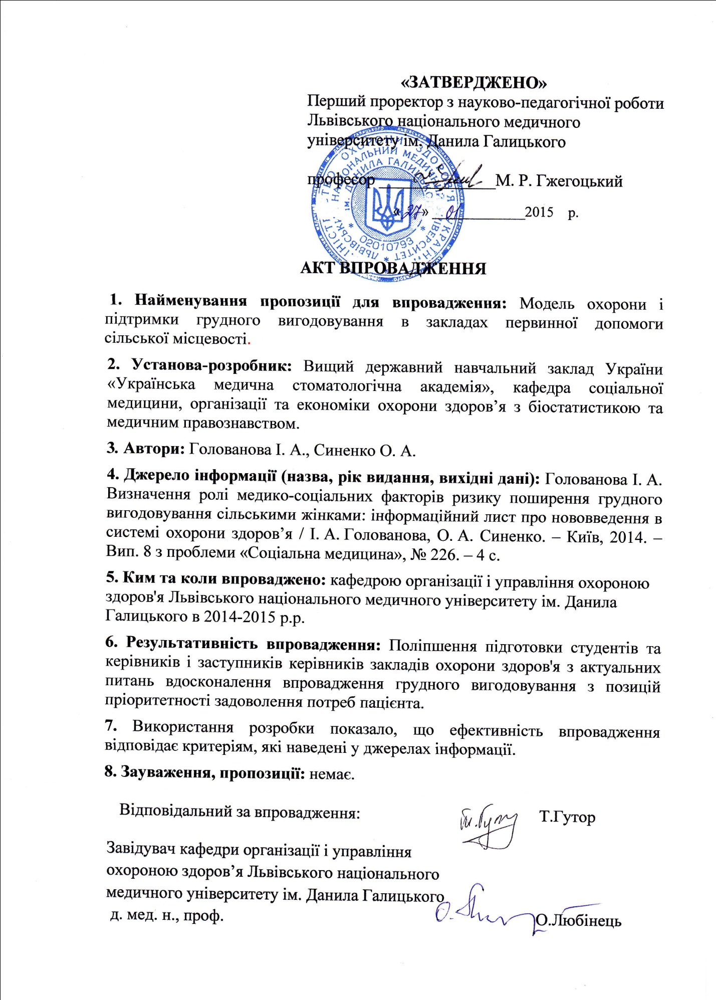 «ЗАТВЕРДЖЕНО»
Перший проректор з науково-педагогічної роботи
Львівського національного медичного
університету ім. Данила Галицького
професор ______________М. Р. Гжегоцький
«27» 01 2015 р.
02010793
АКТ ВПРОВАДЖЕННЯ
1. Найменування пропозиції для впровадження: Модель охорони і
підтримки грудного вигодовування в закладах первинної допомоги
сільської місцевості.
2. Установа-розробник: Вищий державний навчальний заклад України
«Українська медична стоматологічна академія», кафедра соціальної
медицини, організації та економіки охорони здоров’я з біостатистикою та
медичним правознавством.
3. Автори: Голованова І. А., Синенко О. А.
4. Джерело інформації (назва, рік видання, вихідні дані): Голованова І. А.
Визначення ролі медико-соціальних факторів ризику поширення грудного
вигодовування сільськими жінками: інформаційний лист про нововведення в
системі охорони здоров’я / І. А. Голованова, О. А. Синенко. – Київ, 2014. –
Вип. 8 з проблеми «Соціальна медицина», № 226. – 4 с.
5. Ким та коли впроваджено: кафедрою організації і управління охороною
здоров'я Львівського національного медичного університету ім. Данила
Галицького в 2014-2015 р.р.
6. Результативність впровадження: Поліпшення підготовки студентів та
керівників і заступників керівників закладів охорони здоров'я з актуальних
питань вдосконалення впровадження грудного вигодовування з позицій
пріоритетності задоволення потреб пацієнта.
7. Використання розробки показало, що ефективність впровадження
відповідає критеріям, які наведені у джерелах інформації.
8. Зауваження, пропозиції: немає.
Відповідальний за впровадження: Т.Гутор
Завідувач кафедри організації і управління
охороною здоров’я Львівського національного
медичного університету ім. Данила Галицького
д. мед. н., проф. О.Любінець